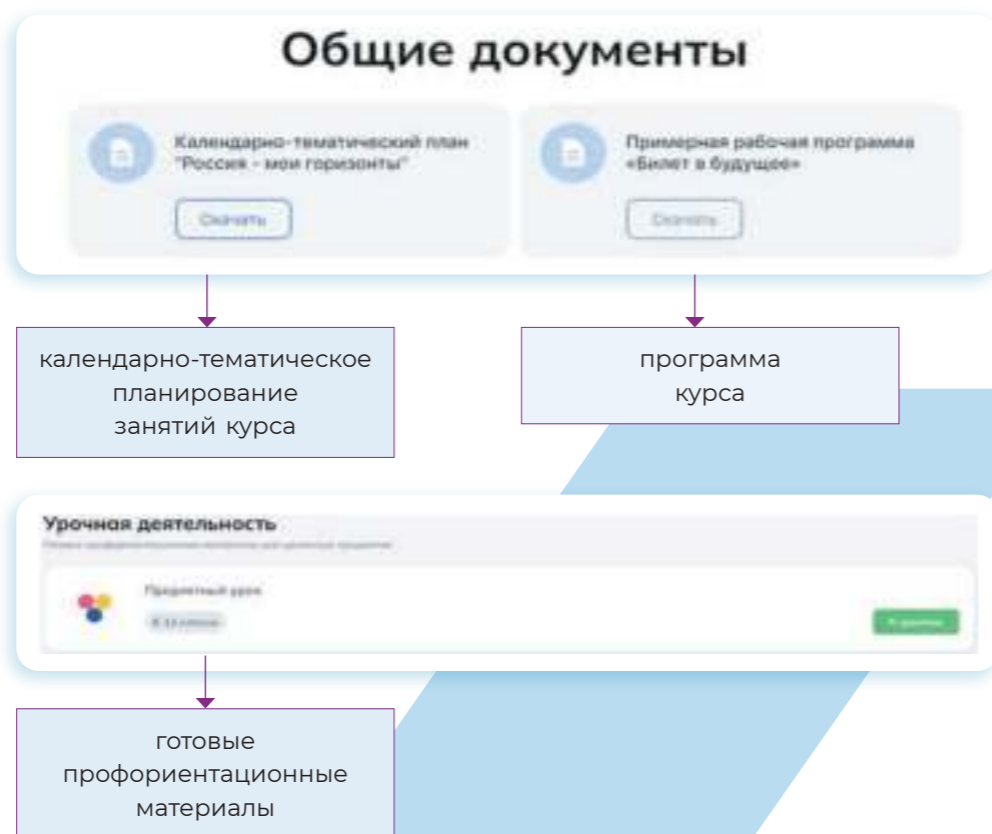 Общие документы
Календарно-тематический план
"Россия - мои горизонты"
Скачать
Примерная рабочая программа
«Билет в будущее»
Скачать
календарно-тематическое
планирование
занятий курса
программа
курса
Урочная деятельность
Предметный урок
готовые
профориентационные
материалы